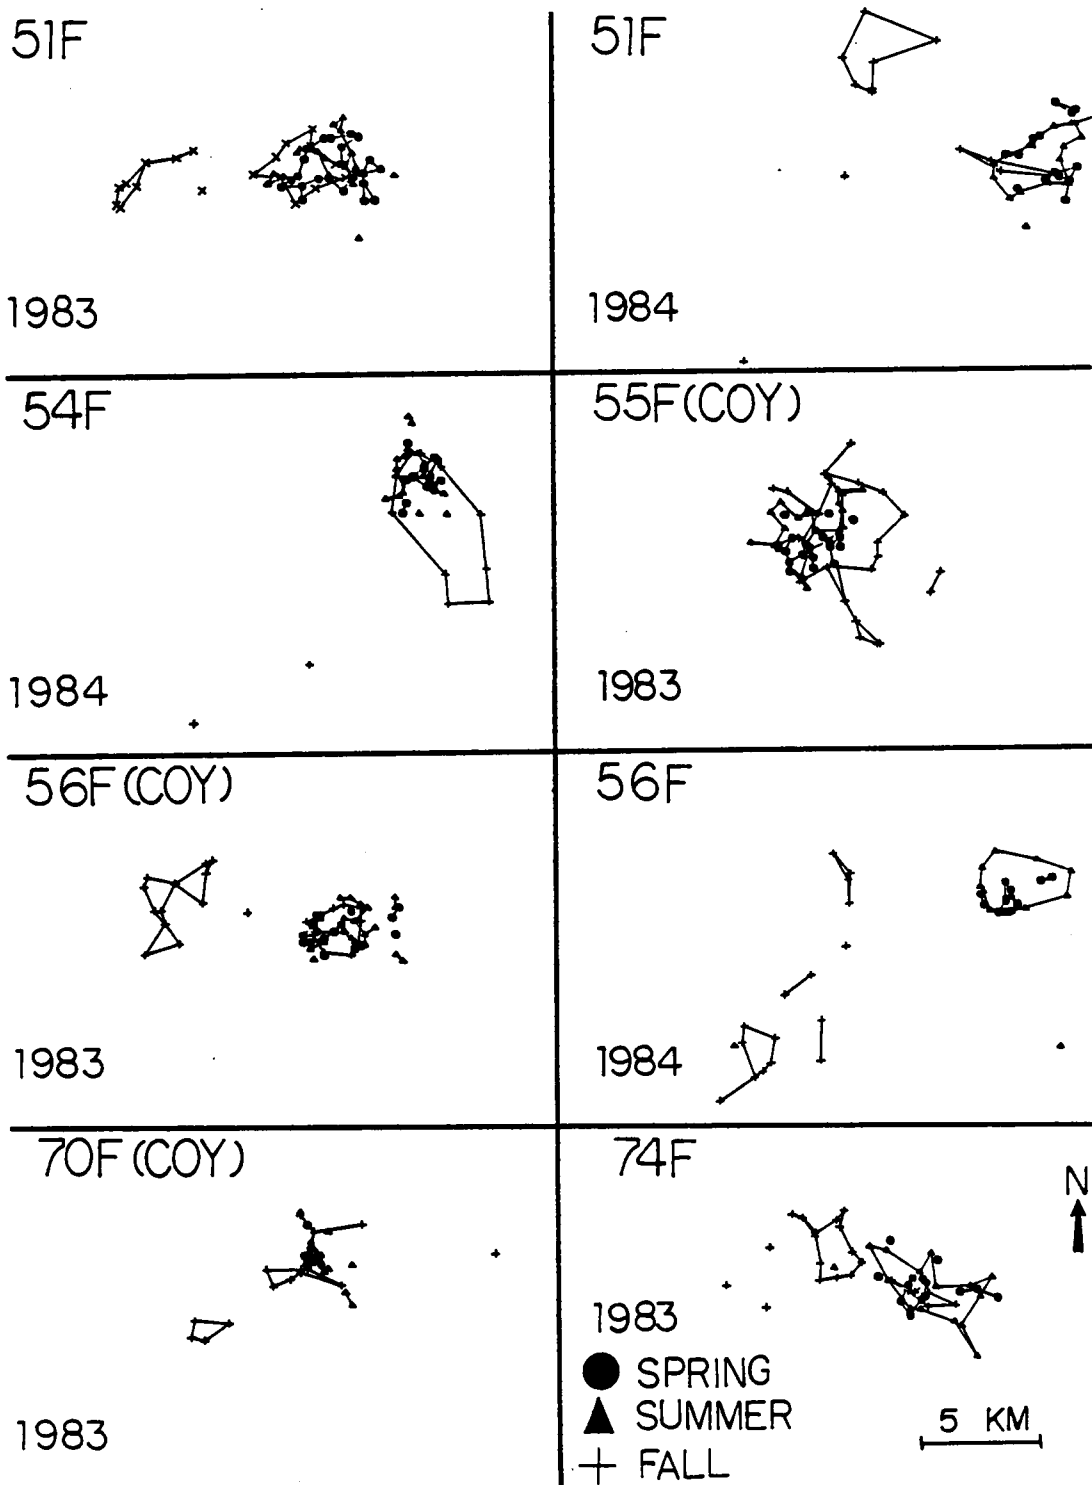 51F
51F
1983
1984
54F
55F(COY)
1984
1983
56F(COY)
56F
1983
1984
70F(COY)
74F
N
1983
1983
SPRING
SUMMER
FALL
5 KM